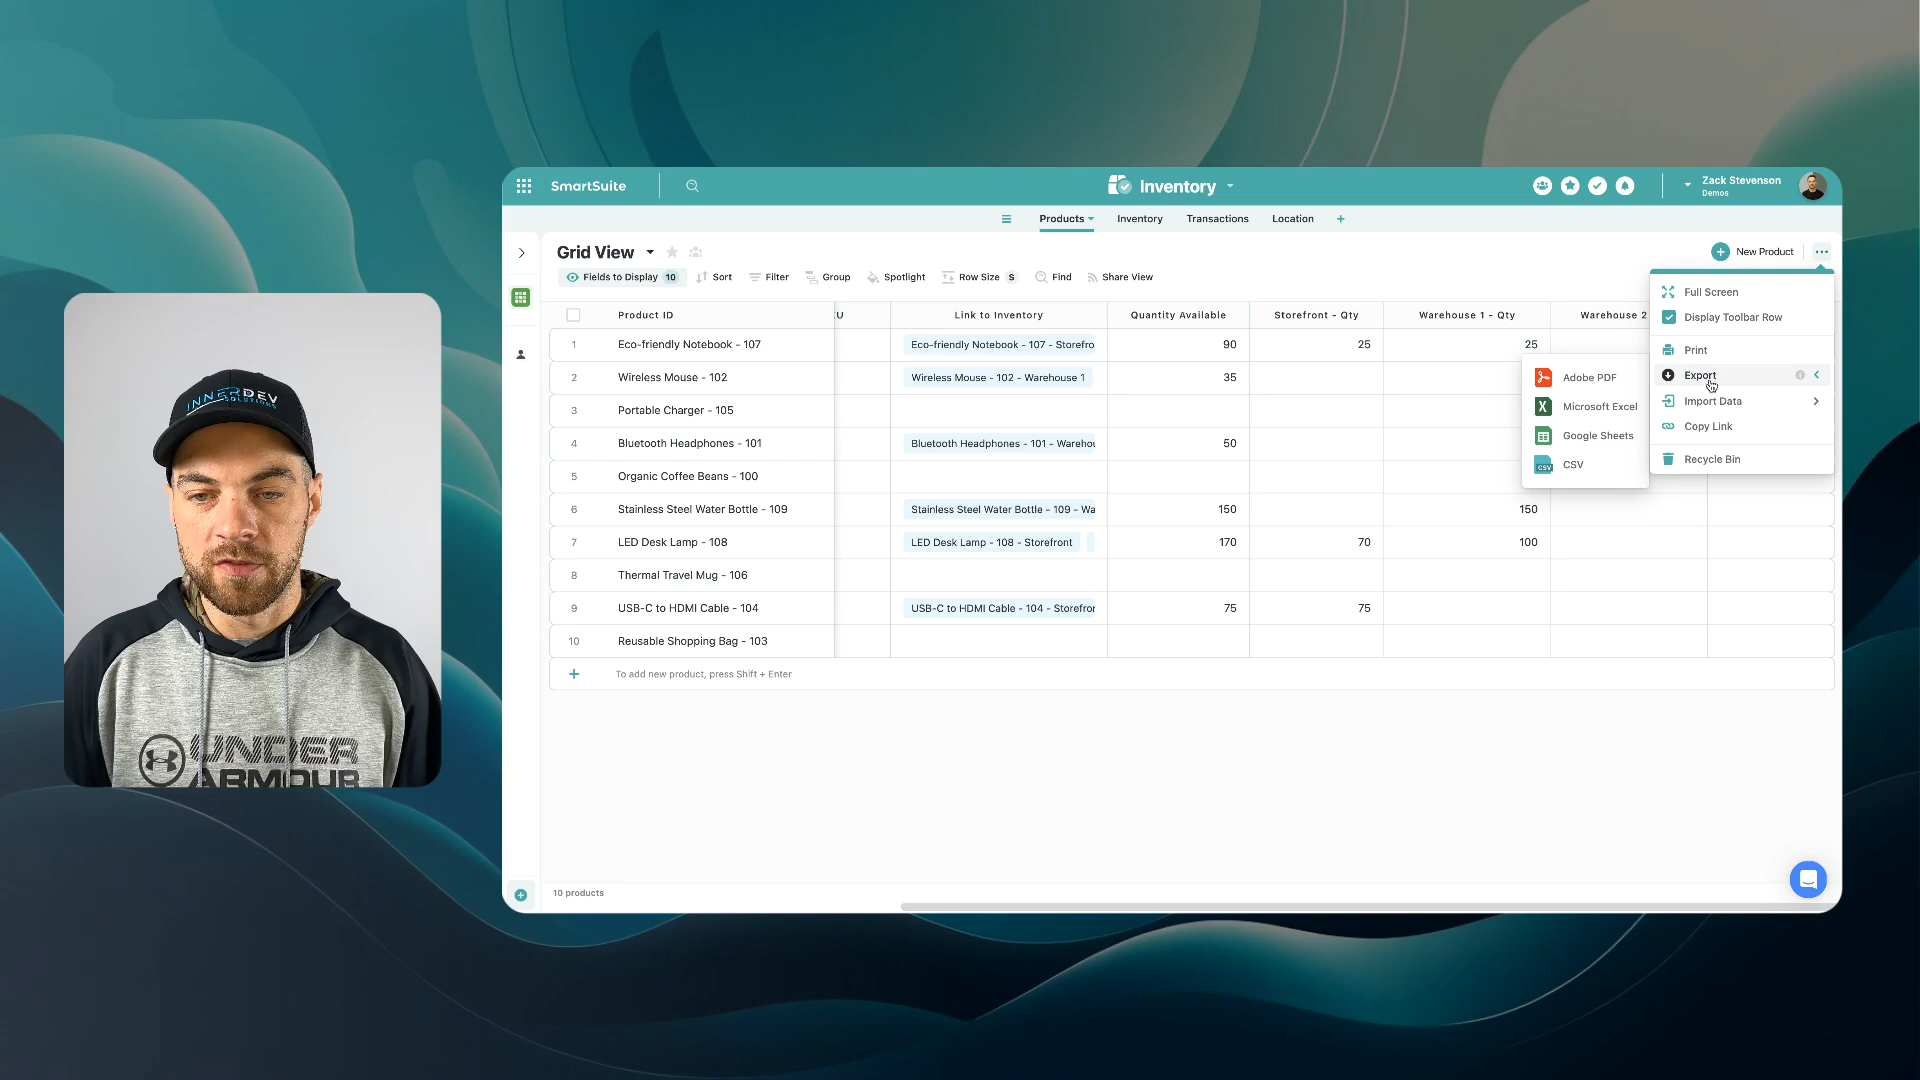 SmartSuite
Inventory
Zack Stevenson
Demos
Products
Inventory
Transactions
Location
Grid View
New Product
Fields to Display 10
Sort
Filter
Group
Spotlight
Row Size S
Find
Share View
Product ID
U
Link to Inventory
Quantity Available
Storefront - Qty
Warehouse 1 - Qty
Warehouse 2
1 Eco-friendly Notebook - 107 Eco-friendly Notebook - 107 - Storefro 90 25 25
2 Wireless Mouse - 102 Wireless Mouse - 102 - Warehouse 1 35
3 Portable Charger - 105
4 Bluetooth Headphones - 101 Bluetooth Headphones - 101 - Warehou 50
5 Organic Coffee Beans - 100
6 Stainless Steel Water Bottle - 109 Stainless Steel Water Bottle - 109 - Wa 150 150
7 LED Desk Lamp - 108 LED Desk Lamp - 108 - Storefront 170 70 100
8 Thermal Travel Mug - 106
9 USB-C to HDMI Cable - 104 USB-C to HDMI Cable - 104 - Storefror 75 75
10 Reusable Shopping Bag - 103
To add new product, press Shift + Enter
10 products
Full Screen
Display Toolbar Row
Print
Export
Import Data
Copy Link
Recycle Bin
Adobe PDF
Microsoft Excel
Google Sheets
CSV
CSV
INNERDEV
SOLUTIONS
UNDER
ARMOUR